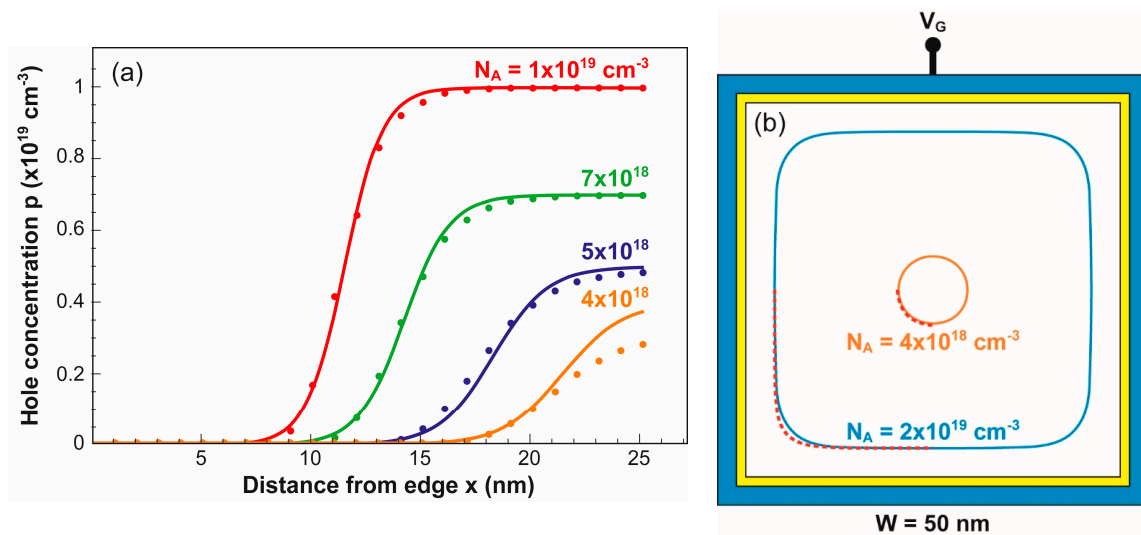 (a)
N_A = 1x10^19 cm^-3
7x10^18
5x10^18
4x10^18
Hole concentration p (x10^19 cm^-3)
1
0.8
0.6
0.4
0.2
0
5
10
15
20
25
Distance from edge x (nm)
V_G
(b)
N_A = 4x10^18 cm^-3
N_A = 2x10^19 cm^-3
W = 50 nm